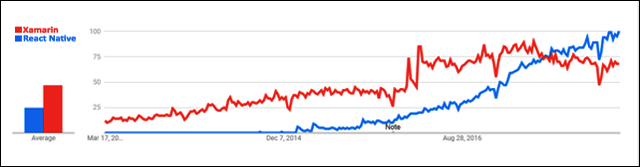 Xamarin
React Native
100
75
50
25
Average
Mar 17, 20...
Dec 7, 2014
Note
Aug 28, 2016